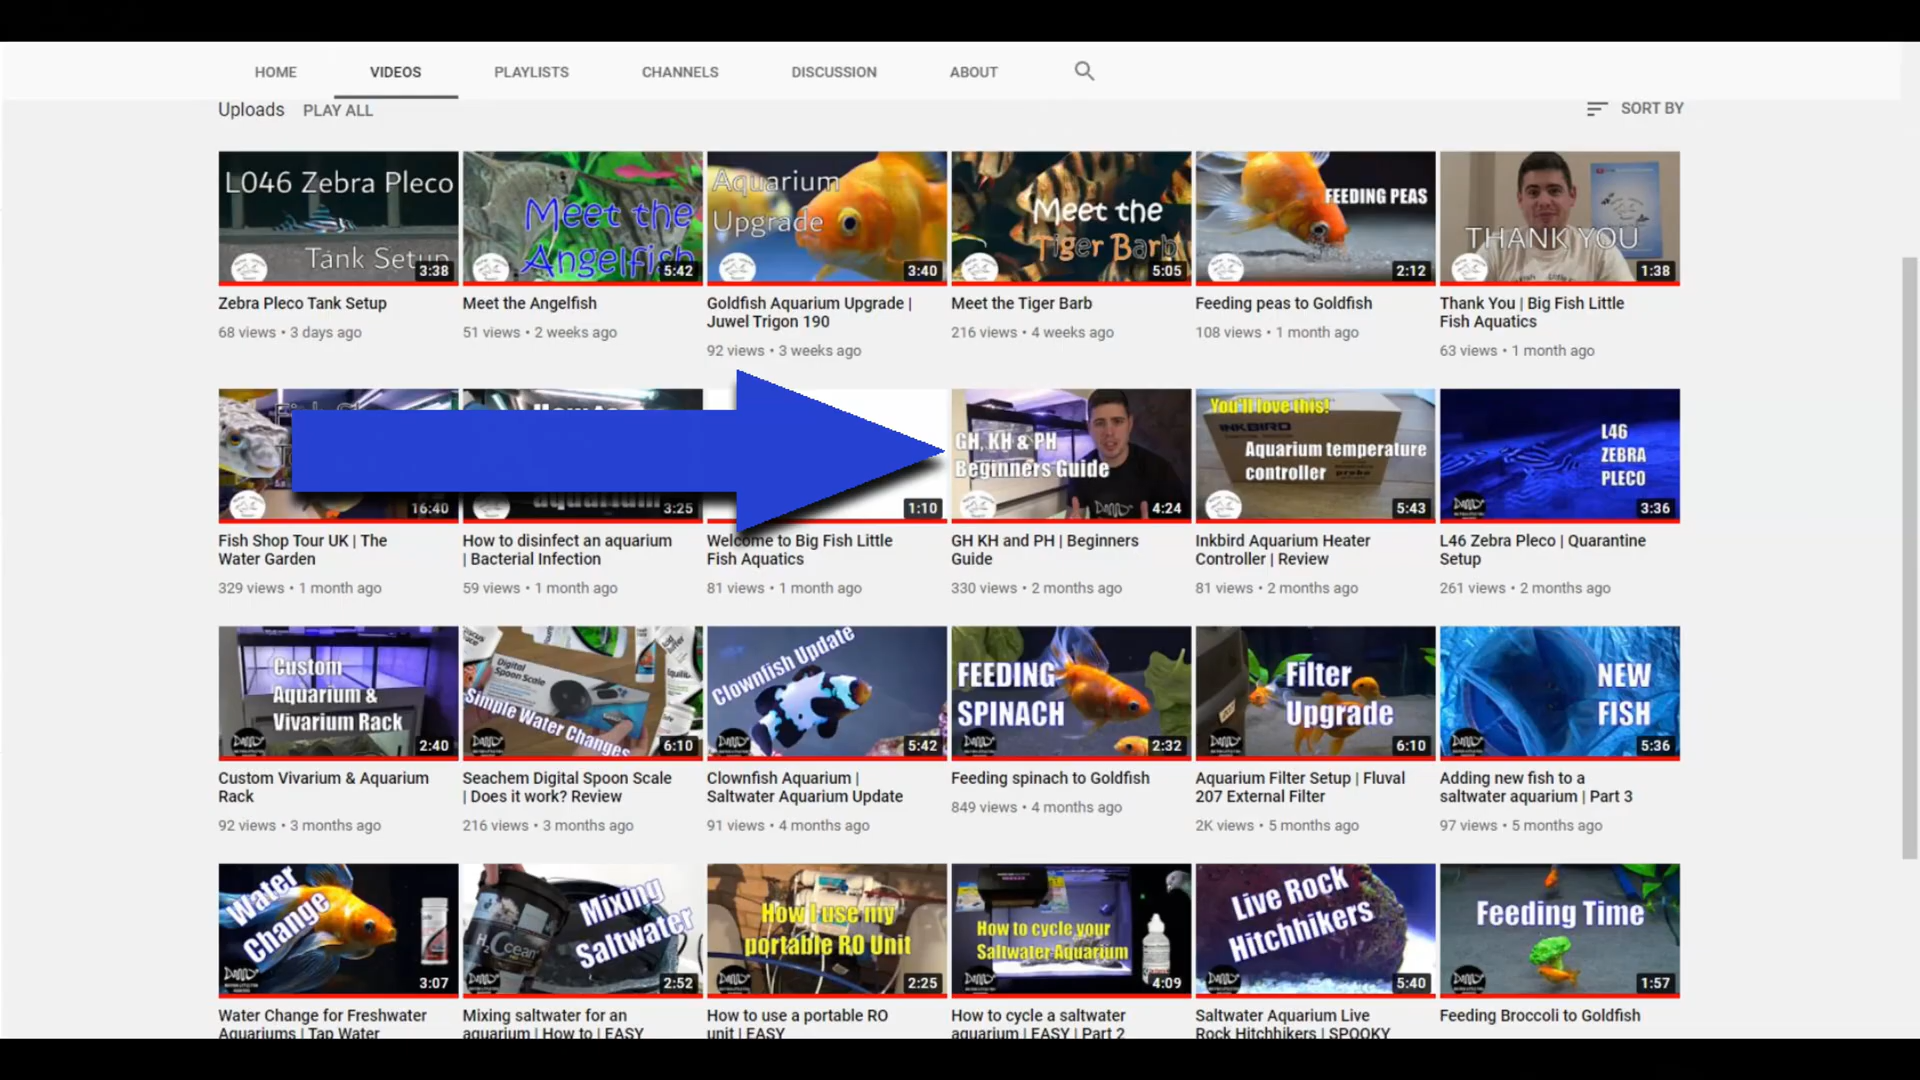 HOME VIDEOS PLAYLISTS CHANNELS DISCUSSION ABOUT
Uploads PLAY ALL SORT BY
L046 Zebra Pleco
Tank Setup
3:38
Meet the
Angelfish
5:42
Aquarium
Upgrade
3:40
Meet the
Tiger Barb
5:05
FEEDING PEAS
2:12
THANK YOU
1:38
Zebra Pleco Tank Setup
68 views • 3 days ago
Meet the Angelfish
51 views • 2 weeks ago
Goldfish Aquarium Upgrade |
Juwel Trigon 190
92 views • 3 weeks ago
Meet the Tiger Barb
216 views • 4 weeks ago
Feeding peas to Goldfish
108 views • 1 month ago
Thank You | Big Fish Little
Fish Aquatics
63 views • 1 month ago
16:40
aquarium
3:25
1:10
GH, KH & PH
Beginners Guide
4:24
You'll love this!
INKBIRD
Aquarium temperature
controller
5:43
L46
ZEBRA
PLECO
3:36
Fish Shop Tour UK | The
Water Garden
329 views • 1 month ago
How to disinfect an aquarium
| Bacterial Infection
59 views • 1 month ago
Welcome to Big Fish Little
Fish Aquatics
81 views • 1 month ago
GH KH and PH | Beginners
Guide
330 views • 2 months ago
Inkbird Aquarium Heater
Controller | Review
81 views • 2 months ago
L46 Zebra Pleco | Quarantine
Setup
261 views • 2 months ago
Custom
Aquarium &
Vivarium Rack
2:40
Digital
Spoon Scale
Simple Water Changes
6:10
Clownfish Update
5:42
FEEDING
SPINACH
2:32
Filter
Upgrade
6:10
NEW
FISH
5:36
Custom Vivarium & Aquarium
Rack
92 views • 3 months ago
Seachem Digital Spoon Scale
| Does it work? Review
216 views • 3 months ago
Clownfish Aquarium |
Saltwater Aquarium Update
91 views • 4 months ago
Feeding spinach to Goldfish
849 views • 4 months ago
Aquarium Filter Setup | Fluval
207 External Filter
2K views • 5 months ago
Adding new fish to a
saltwater aquarium | Part 3
97 views • 5 months ago
Water
Change
3:07
H2Ocean
Mixing
Saltwater
2:52
How I use my
portable RO Unit
2:25
How to cycle your
Saltwater Aquarium
4:09
Live Rock
Hitchhikers
5:40
Feeding Time
1:57
Water Change for Freshwater
Aquariums | Tap Water
Mixing saltwater for an
aquarium | How to | EASY
How to use a portable RO
unit | EASY
How to cycle a saltwater
aquarium | EASY | Part 2
Saltwater Aquarium Live
Rock Hitchhikers | SPOOKY
Feeding Broccoli to Goldfish